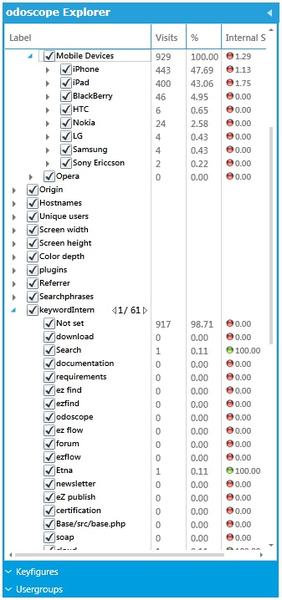 odoscope Explorer
Label Visits % Internal S
Mobile Devices 929 100.00 1.29
iPhone 443 47.69 1.13
iPad 400 43.06 1.75
BlackBerry 46 4.95 0.00
HTC 6 0.65 0.00
Nokia 24 2.58 0.00
LG 4 0.43 0.00
Samsung 4 0.43 0.00
Sony Ericcson 2 0.22 0.00
Opera 0 0.00 0.00
Origin
Hostnames
Unique users
Screen width
Screen height
Color depth
plugins
Referrer
Searchphrases
keywordIntern 1/ 61
Not set 917 98.71 0.00
download 0 0.00 0.00
Search 1 0.11 100.00
documentation 0 0.00 0.00
requirements 0 0.00 0.00
ez find 0 0.00 0.00
ezfind 0 0.00 0.00
odoscope 0 0.00 0.00
ez flow 0 0.00 0.00
forum 0 0.00 0.00
ezflow 0 0.00 0.00
Etna 1 0.11 100.00
newsletter 0 0.00 0.00
eZ publish 0 0.00 0.00
certification 0 0.00 0.00
Base/src/base.php 0 0.00 0.00
soap 0 0.00 0.00
Keyfigures
Usergroups